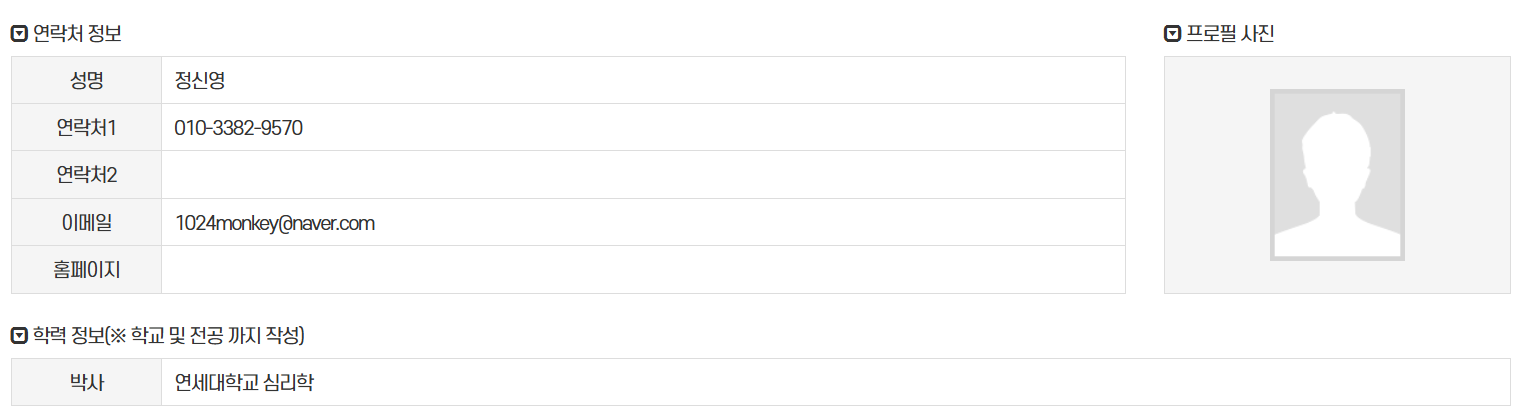 연락처 정보
프로필 사진
성명 정신영
연락처1 010-3382-9570
연락처2
이메일 1024monkey@naver.com
홈페이지
학력 정보(※ 학교 및 전공 까지 작성)
박사 연세대학교 심리학